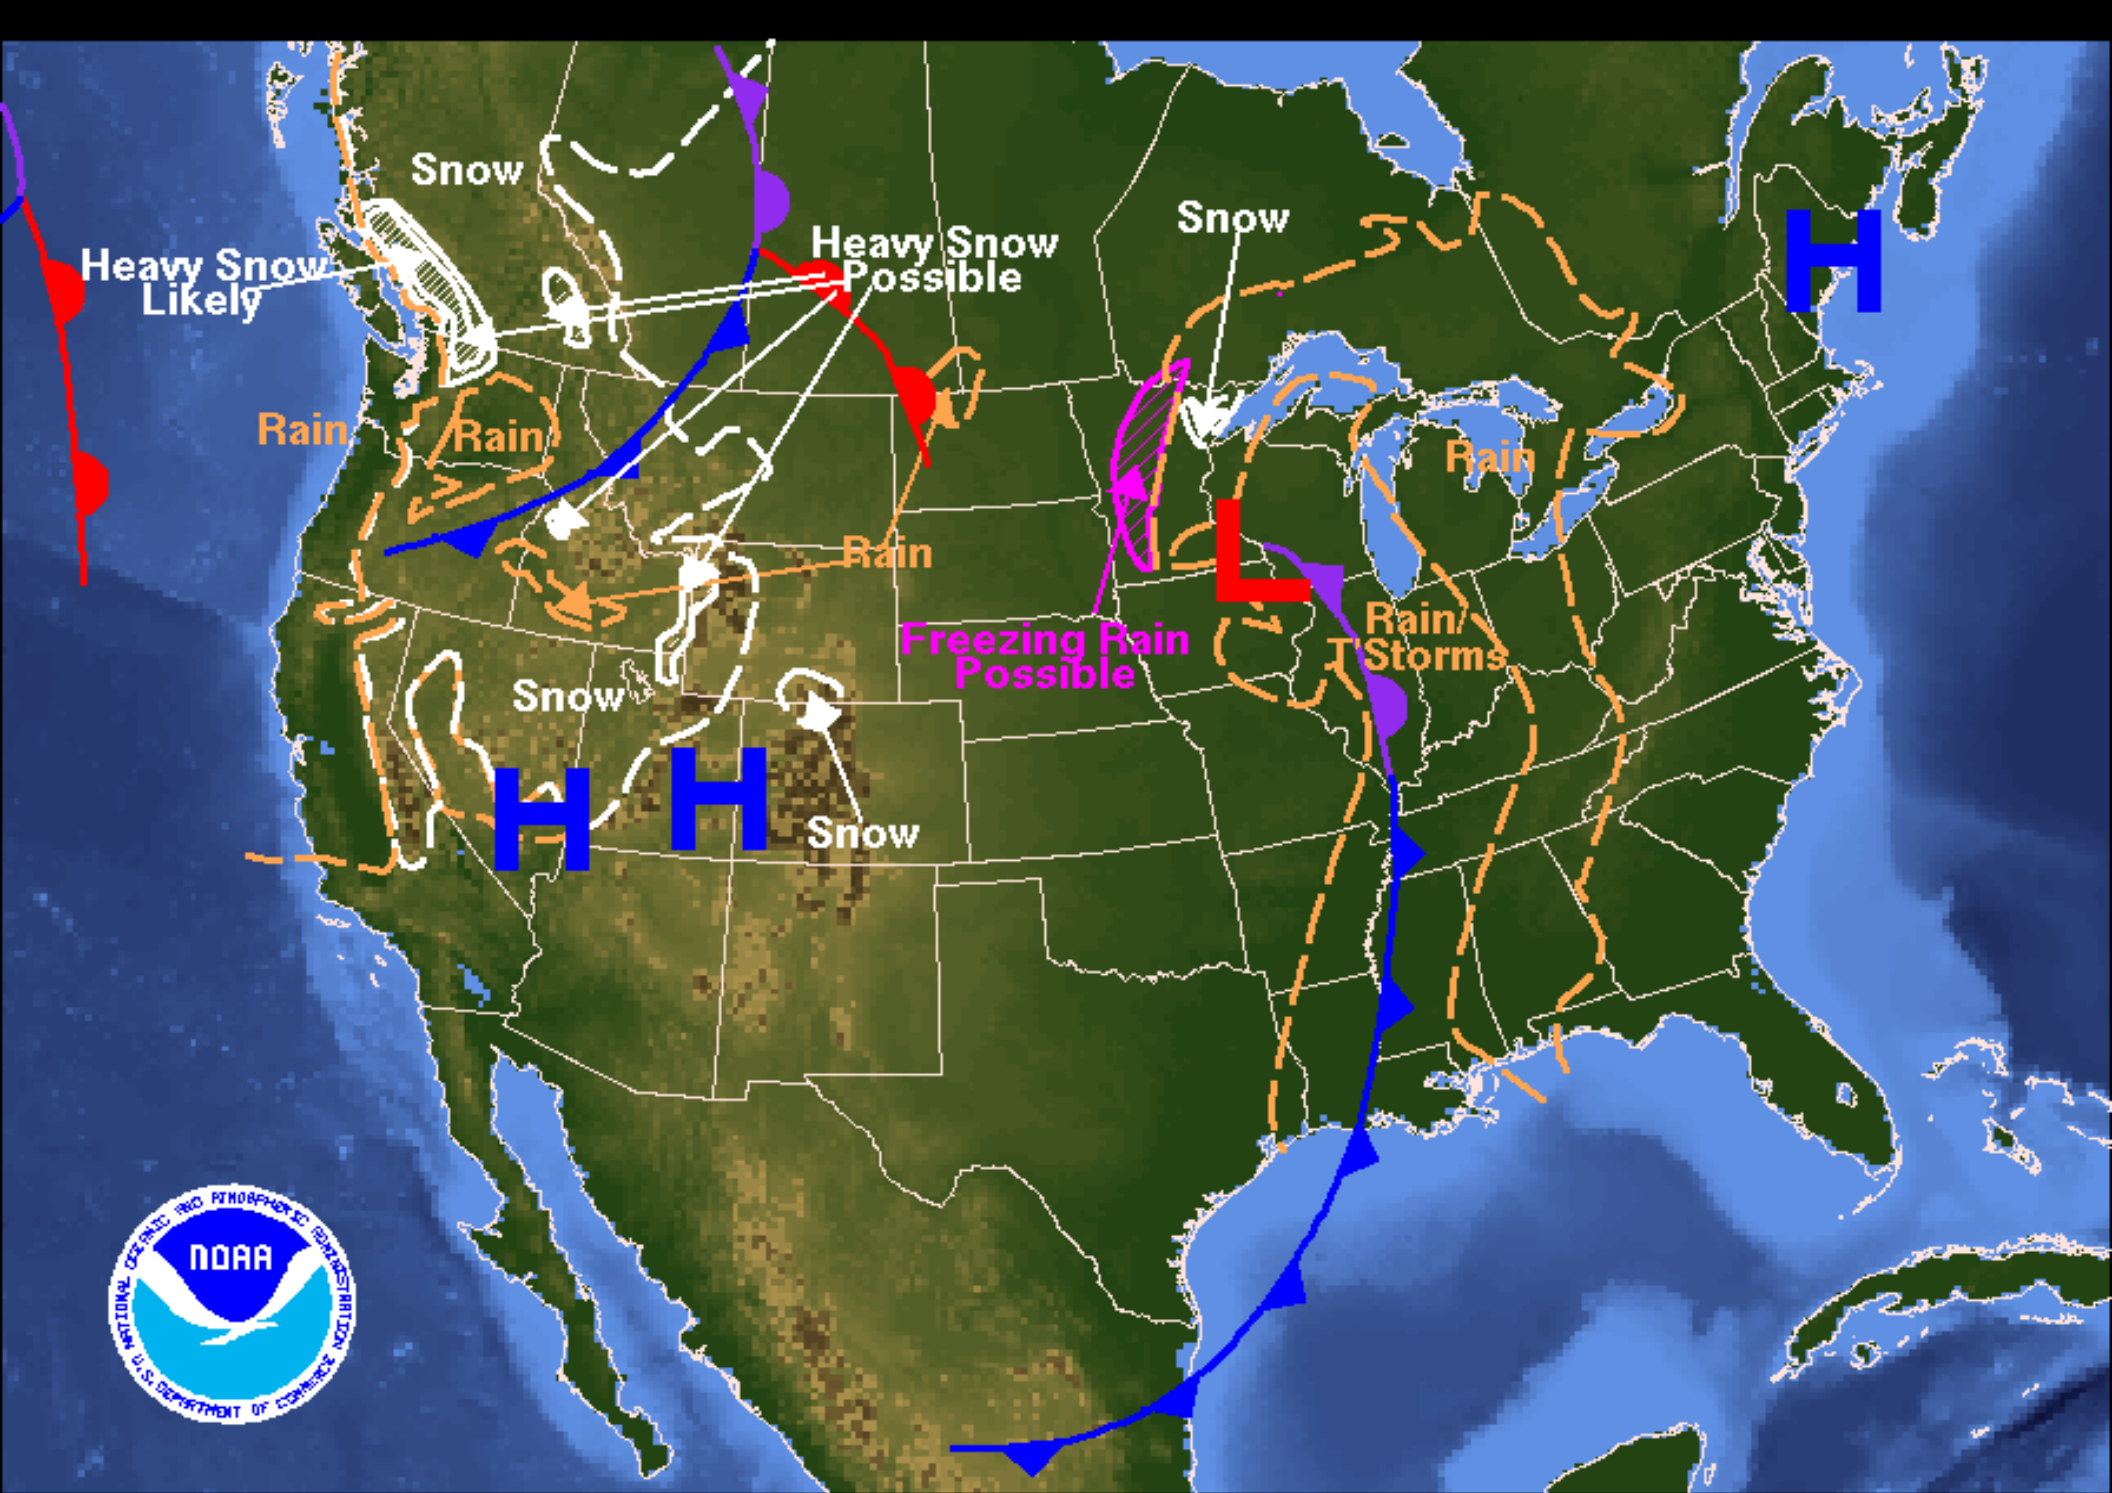 Snow
Snow
Heavy Snow
Possible
Heavy Snow
Likely
Rain
Rain
Rain
Rain
Rain/
T'Storms
Freezing Rain
Possible
Snow
Snow
H
H
H
L
NATIONAL OCEANIC AND ATMOSPHERIC ADMINISTRATION
NOAA
U.S. DEPARTMENT OF COMMERCE